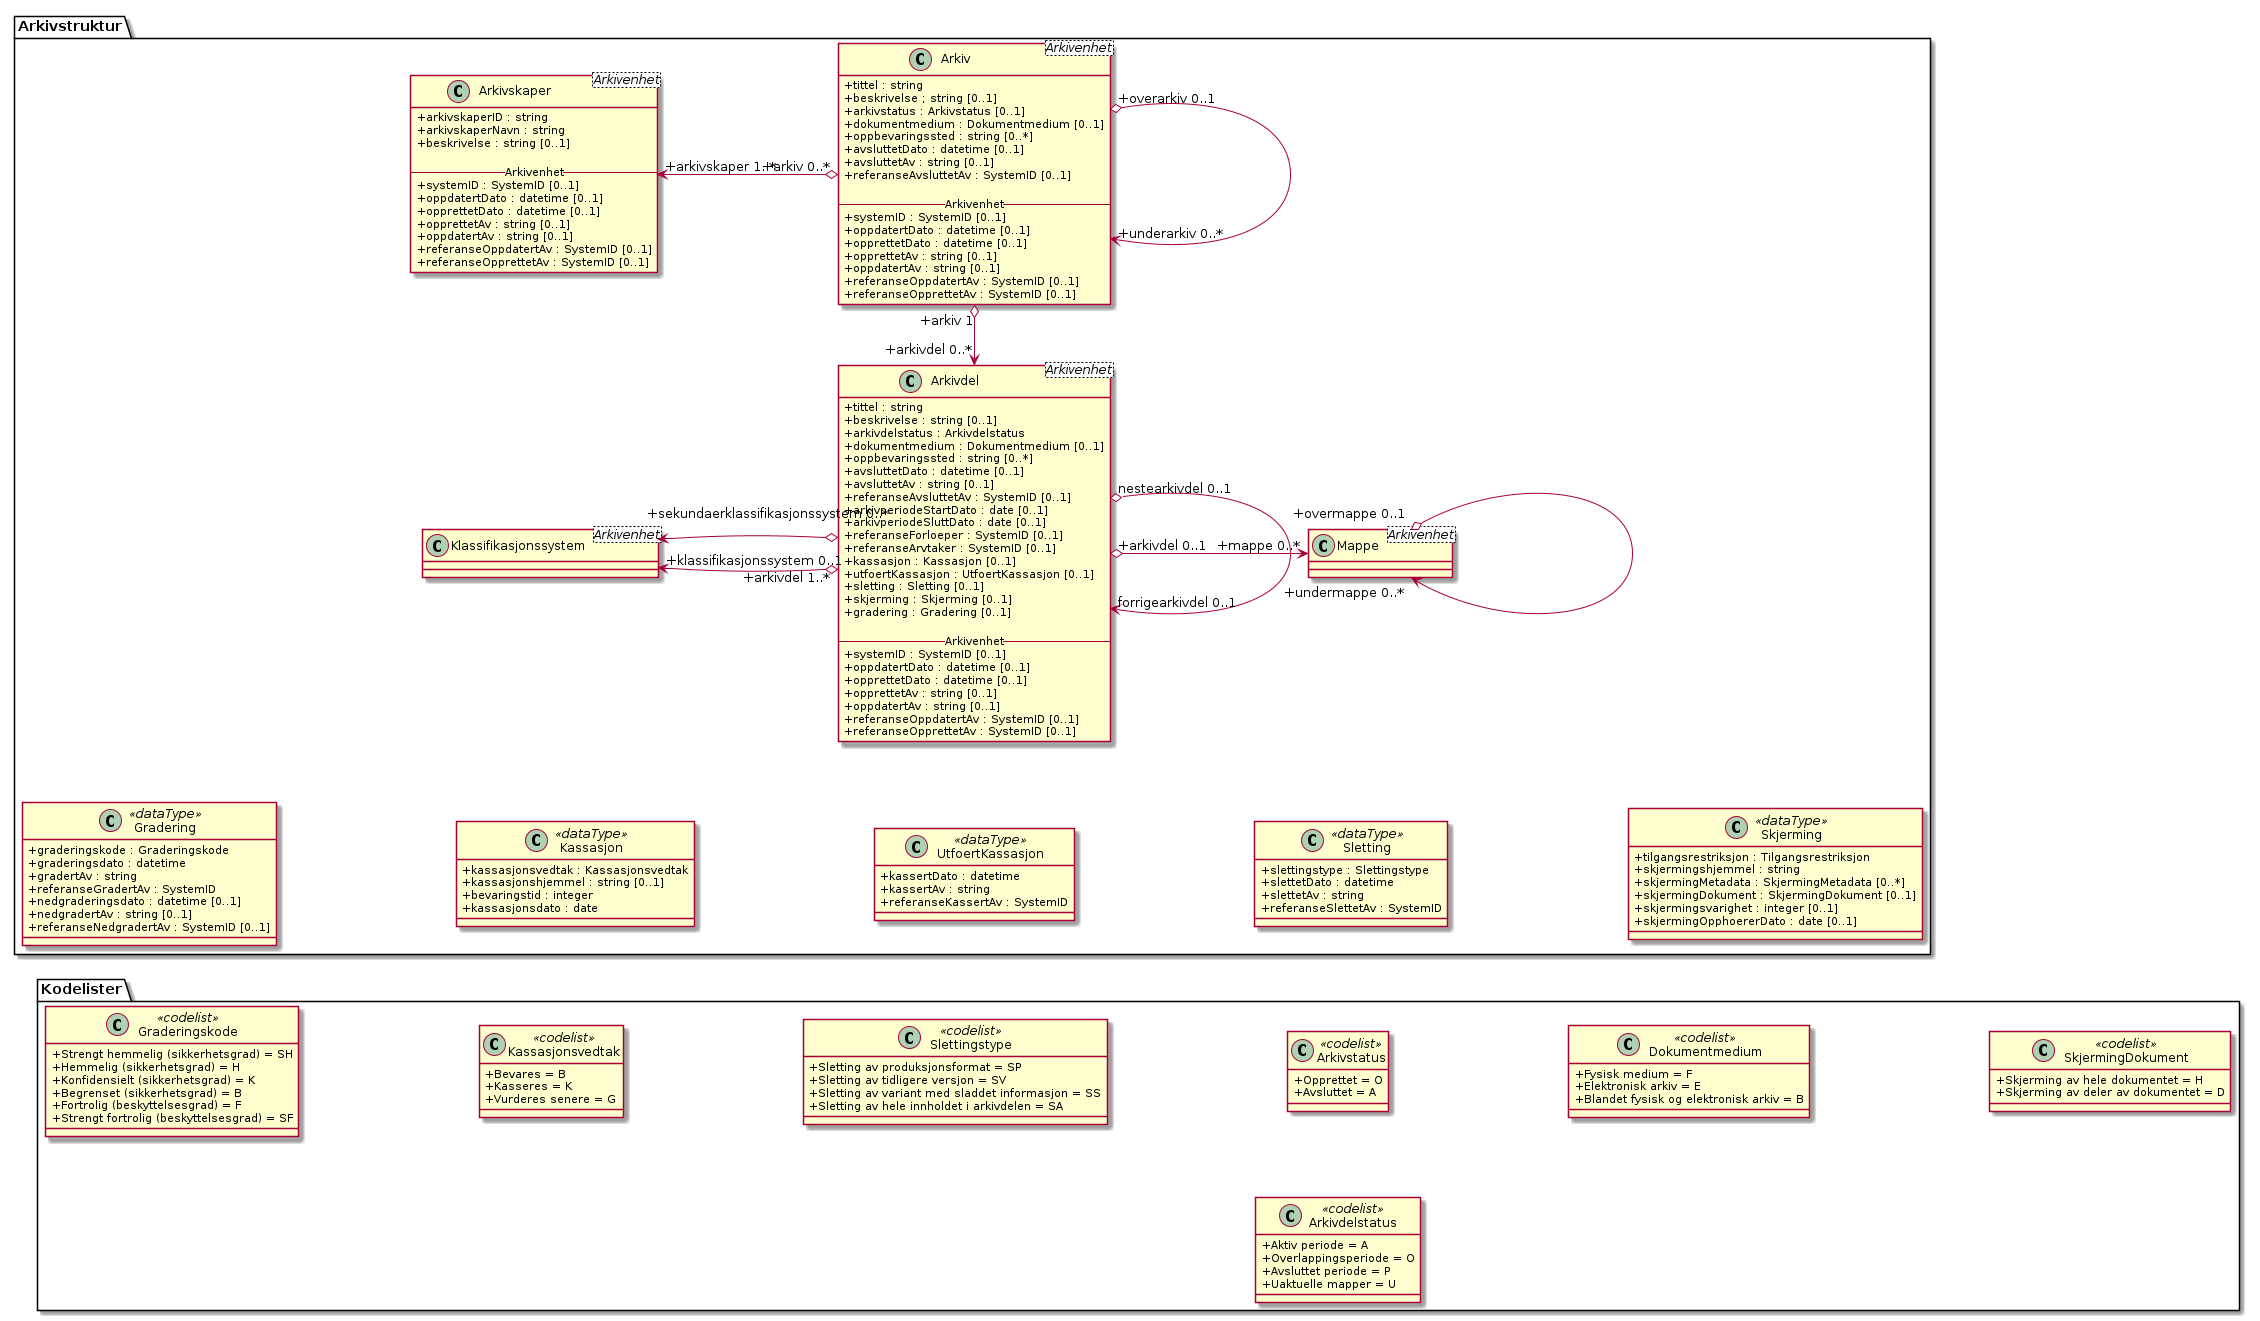 Arkivstruktur
Arkivenhet
Arkivskaper
+arkivskaperID : string
+arkivskaperNavn : string
+beskrivelse : string [0..1]
Arkivenhet
+systemID : SystemID [0..1]
+oppdatertDato : datetime [0..1]
+opprettetDato : datetime [0..1]
+opprettetAv : string [0..1]
+oppdatertAv : string [0..1]
+referanseOppdatertAv : SystemID [0..1]
+referanseOpprettetAv : SystemID [0..1]
+arkivskaper 1..*
+arkiv 0..*
Arkivenhet
Arkiv
+tittel : string
+beskrivelse ; string [0..1]
+arkivstatus : Arkivstatus [0..1]
+dokumentmedium : Dokumentmedium [0..1]
+oppbevaringssted : string [0..*]
+avsluttetDato : datetime [0..1]
+avsluttetAv : string [0..1]
+referanseAvsluttetAv : SystemID [0..1]
Arkivenhet
+systemID : SystemID [0..1]
+oppdatertDato : datetime [0..1]
+opprettetDato : datetime [0..1]
+opprettetAv : string [0..1]
+oppdatertAv : string [0..1]
+referanseOppdatertAv : SystemID [0..1]
+referanseOpprettetAv : SystemID [0..1]
+overarkiv 0..1
+underarkiv 0..*
+arkiv 1
+arkivdel 0..*
Arkivenhet
Arkivdel
+tittel : string
+beskrivelse : string [0..1]
+arkivdelstatus : Arkivdelstatus
+dokumentmedium : Dokumentmedium [0..1]
+oppbevaringssted : string [0..*]
+avsluttetDato : datetime [0..1]
+avsluttetAv : string [0..1]
+referanseAvsluttetAv : SystemID [0..1]
+arkivperiodeStartDato : date [0..1]
+arkivperiodeSluttDato : date [0..1]
+referanseForloeper : SystemID [0..1]
+referanseArvtaker : SystemID [0..1]
+kassasjon : Kassasjon [0..1]
+utfoertKassasjon : UtfoertKassasjon [0..1]
+sletting : Sletting [0..1]
+skjerming : Skjerming [0..1]
+gradering : Gradering [0..1]
Arkivenhet
+systemID : SystemID [0..1]
+oppdatertDato : datetime [0..1]
+opprettetDato : datetime [0..1]
+opprettetAv : string [0..1]
+oppdatertAv : string [0..1]
+referanseOppdatertAv : SystemID [0..1]
+referanseOpprettetAv : SystemID [0..1]
+sekundaerklassifikasjonssystem 0..*
Arkivenhet
Klassifikasjonssystem
+klassifikasjonssystem 0..1
+arkivdel 1..*
nestearkivdel 0..1
+arkivdel 0..1
+mappe 0..*
forrigearkivdel 0..1
+overmappe 0..1
Arkivenhet
Mappe
+undermappe 0..*
«dataType»
Gradering
+graderingskode : Graderingskode
+graderingsdato : datetime
+gradertAv : string
+referanseGradertAv : SystemID
+nedgraderingsdato : datetime [0..1]
+nedgradertAv : string [0..1]
+referanseNedgradertAv : SystemID [0..1]
«dataType»
Kassasjon
+kassasjonsvedtak : Kassasjonsvedtak
+kassasjonshjemmel : string [0..1]
+bevaringstid : integer
+kassasjonsdato : date
«dataType»
UtfoertKassasjon
+kassertDato : datetime
+kassertAv : string
+referanseKassertAv : SystemID
«dataType»
Sletting
+slettingstype : Slettingstype
+slettetDato : datetime
+slettetAv : string
+referanseSlettetAv : SystemID
«dataType»
Skjerming
+tilgangsrestriksjon : Tilgangsrestriksjon
+skjermingshjemmel : string
+skjermingMetadata : SkjermingMetadata [0..*]
+skjermingDokument : SkjermingDokument [0..1]
+skjermingsvarighet : integer [0..1]
+skjermingOpphoererDato : date [0..1]
Kodelister
«codelist»
Graderingskode
+Strengt hemmelig (sikkerhetsgrad) = SH
+Hemmelig (sikkerhetsgrad) = H
+Konfidensielt (sikkerhetsgrad) = K
+Begrenset (sikkerhetsgrad) = B
+Fortrolig (beskyttelsesgrad) = F
+Strengt fortrolig (beskyttelsesgrad) = SF
«codelist»
Kassasjonsvedtak
+Bevares = B
+Kasseres = K
+Vurderes senere = G
«codelist»
Slettingstype
+Sletting av produksjonsformat = SP
+Sletting av tidligere versjon = SV
+Sletting av variant med sladdet informasjon = SS
+Sletting av hele innholdet i arkivdelen = SA
«codelist»
Arkivstatus
+Opprettet = O
+Avsluttet = A
«codelist»
Dokumentmedium
+Fysisk medium = F
+Elektronisk arkiv = E
+Blandet fysisk og elektronisk arkiv = B
«codelist»
SkjermingDokument
+Skjerming av hele dokumentet = H
+Skjerming av deler av dokumentet = D
«codelist»
Arkivdelstatus
+Aktiv periode = A
+Overlappingsperiode = O
+Avsluttet periode = P
+Uaktuelle mapper = U